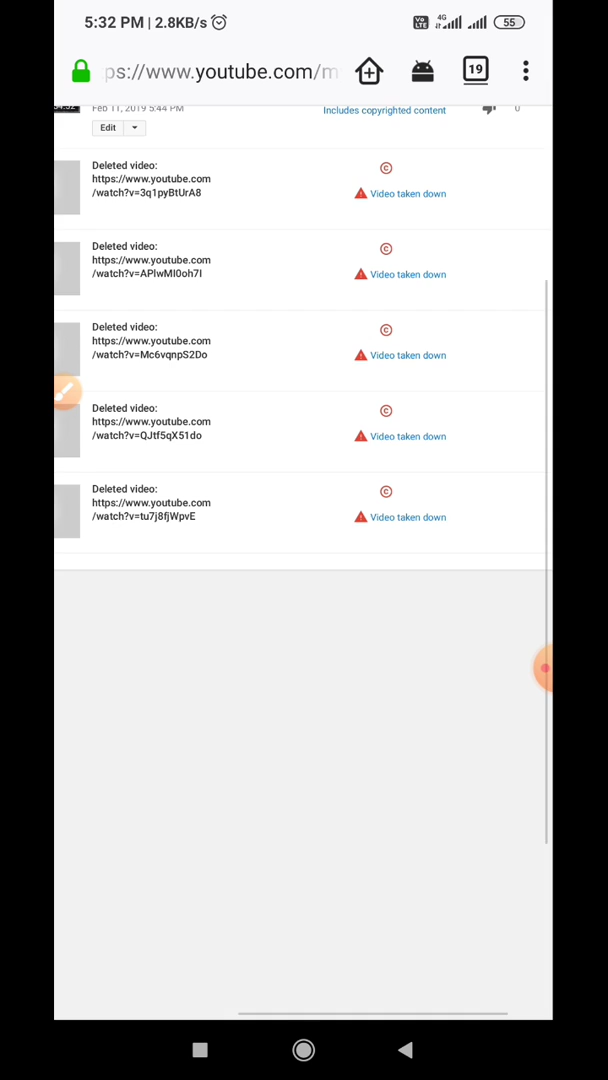 5:32 PM | 2.8KB/s
Vo LTE 4G 55
ps://www.youtube.com/m
19
Feb 11, 2019 5:44 PM
Includes copyrighted content
0
Edit
Deleted video:
https://www.youtube.com
/watch?v=3q1pyBtUrA8
Video taken down
Deleted video:
https://www.youtube.com
/watch?v=APlwMI0oh7I
Video taken down
Deleted video:
https://www.youtube.com
/watch?v=Mc6vqnpS2Do
Video taken down
Deleted video:
https://www.youtube.com
/watch?v=QJtf5qX51do
Video taken down
Deleted video:
https://www.youtube.com
/watch?v=tu7j8fjWpvE
Video taken down